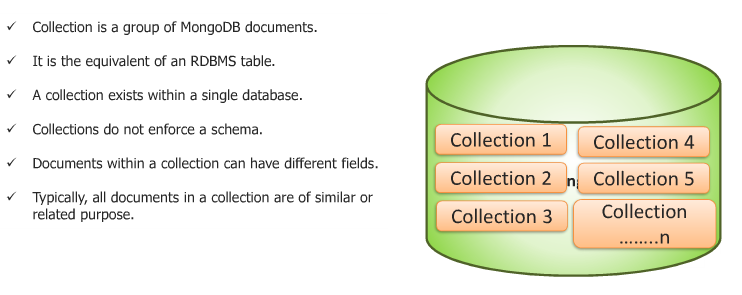 ✓ Collection is a group of MongoDB documents.
✓ It is the equivalent of an RDBMS table.
✓ A collection exists within a single database.
✓ Collections do not enforce a schema.
✓ Documents within a collection can have different fields.
✓ Typically, all documents in a collection are of similar or
related purpose.
Collection 1
Collection 4
Collection 2
Collection 5
Collection 3
Collection
........n